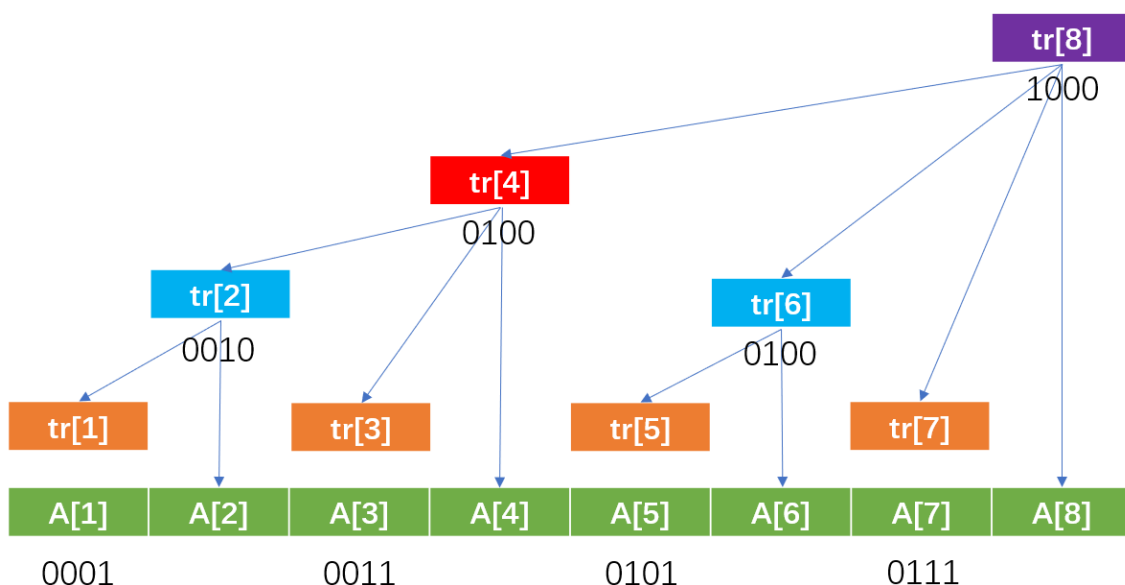 tr[8]
1000
tr[4]
0100
tr[2]
tr[6]
0010
0100
tr[1] tr[3] tr[5] tr[7]
A[1] A[2] A[3] A[4] A[5] A[6] A[7] A[8]
0001 0011 0101 0111